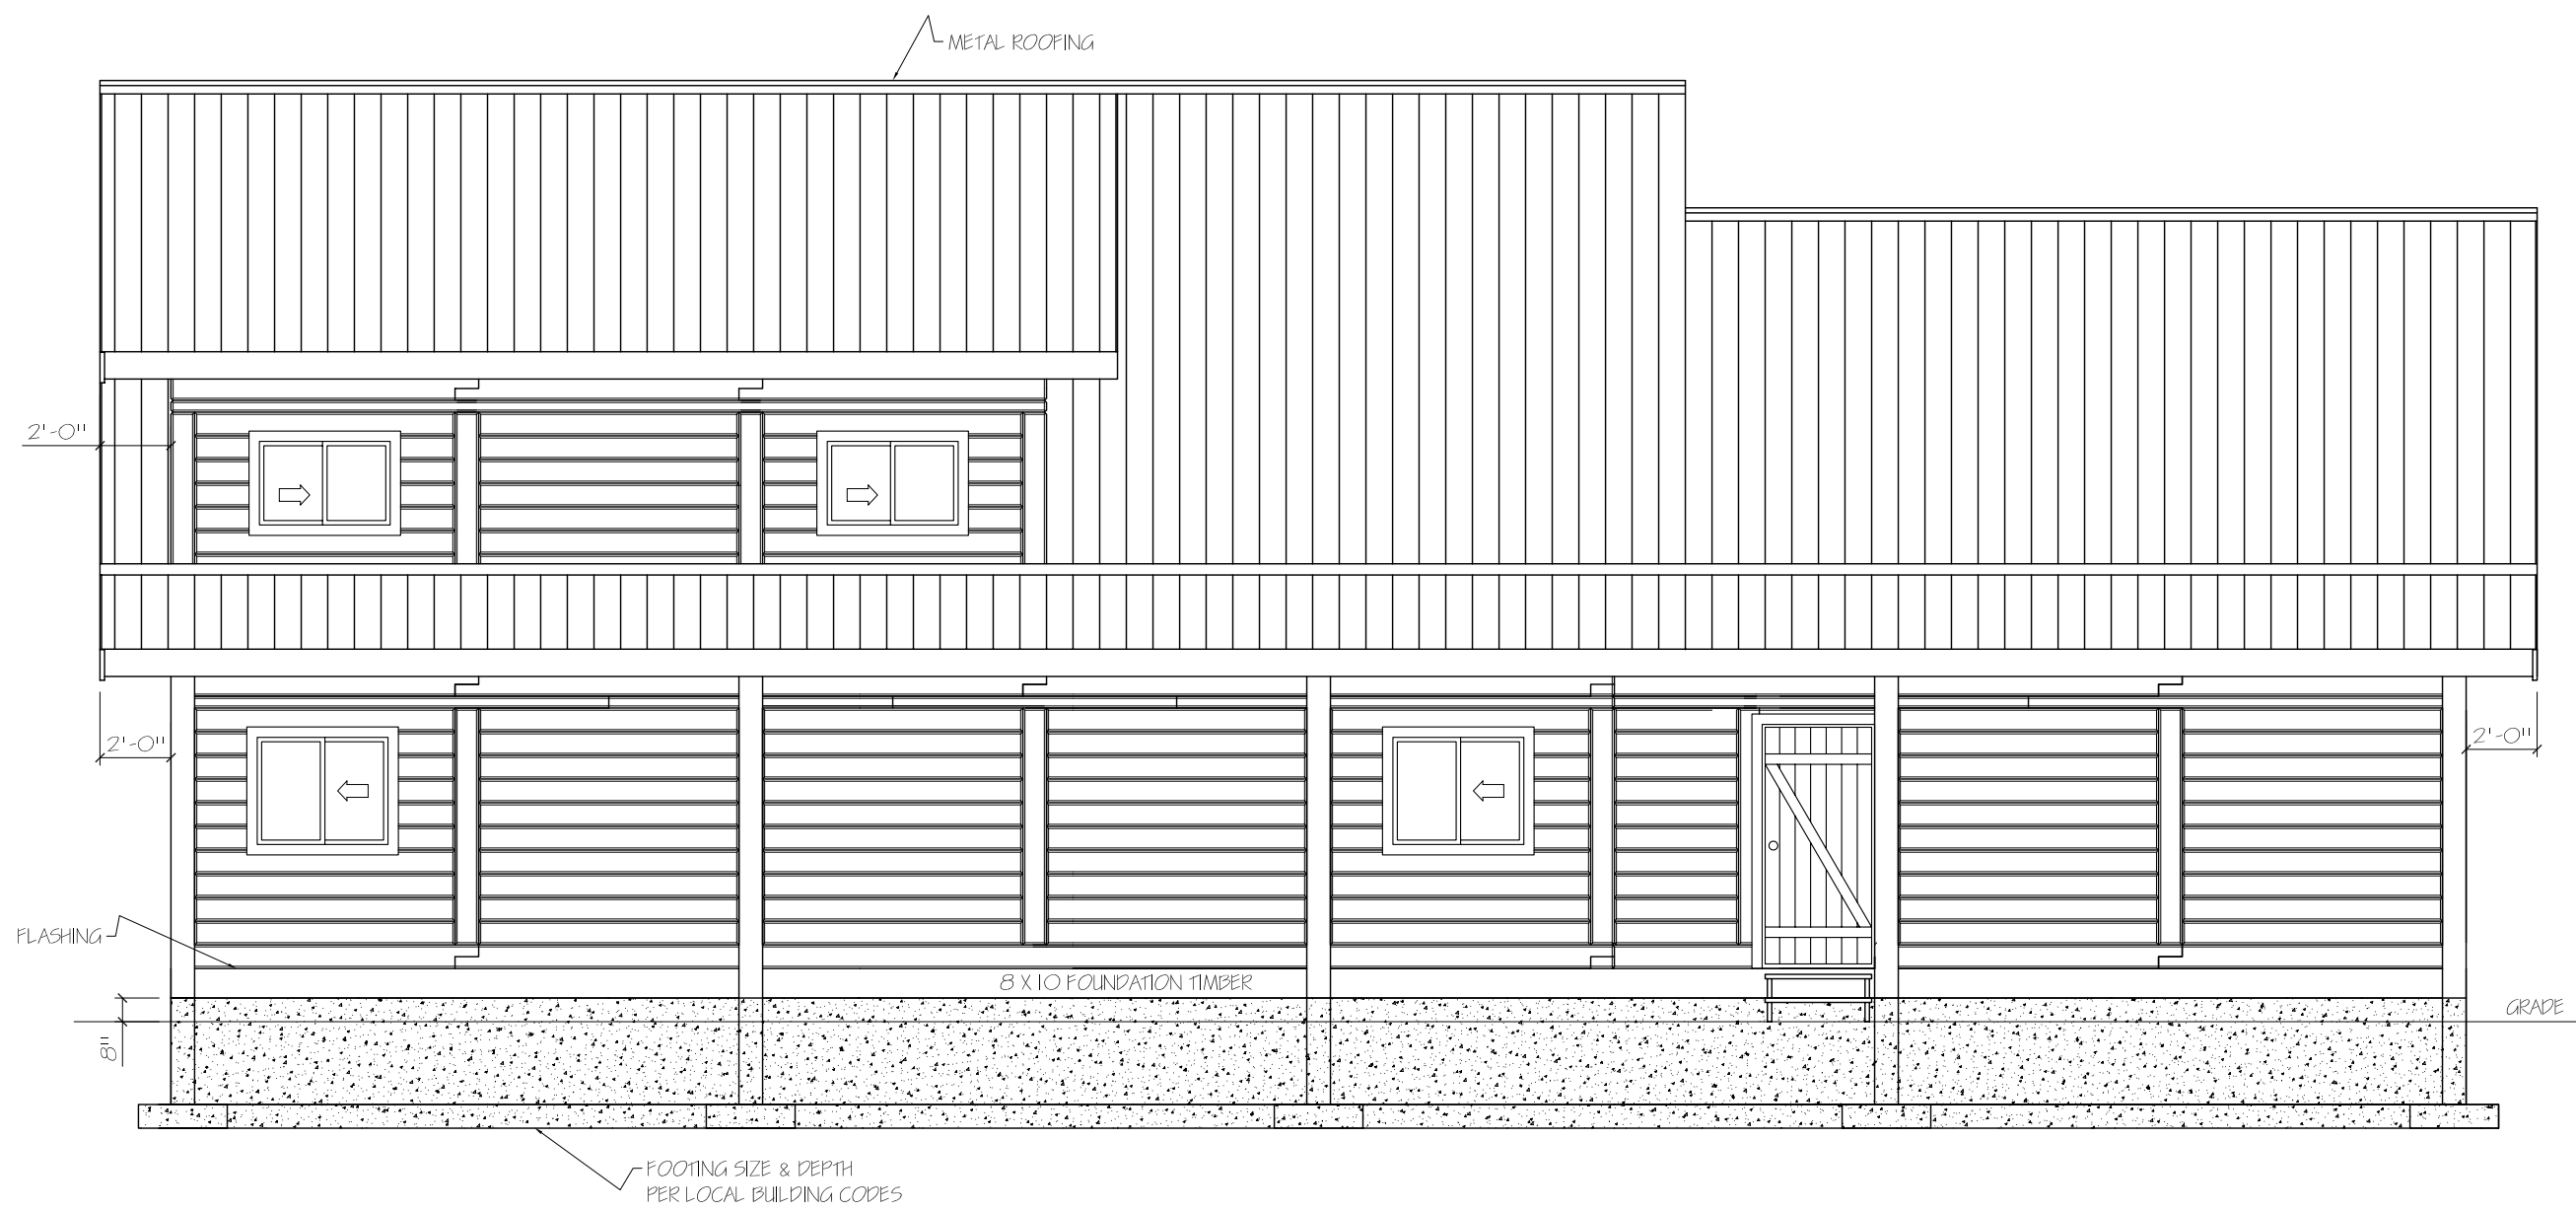 METAL ROOFING
2'-0"
2'-0"
2'-0"
FLASHING
8 X 10 FOUNDATION TIMBER
GRADE
8"
FOOTING SIZE & DEPTH
PER LOCAL BUILDING CODES